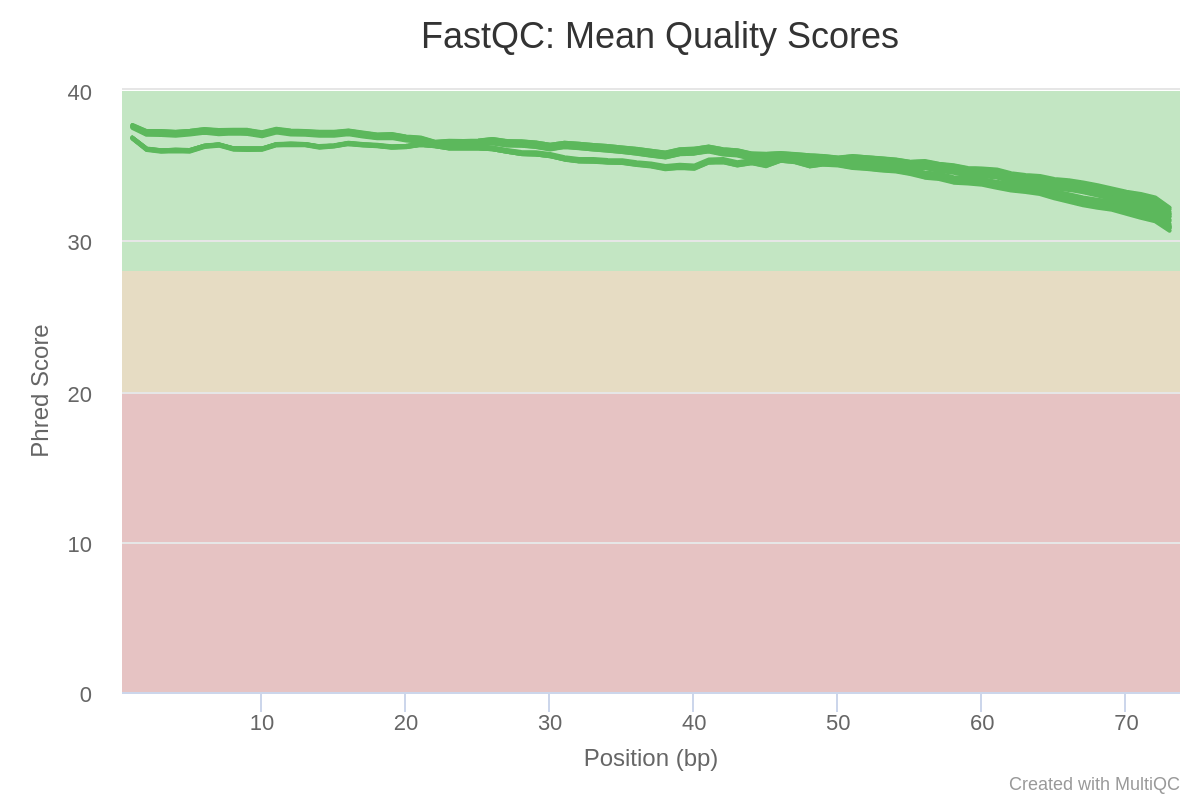 FastQC: Mean Quality Scores
40
30
20
10
0
Phred Score
10 20 30 40 50 60 70
Position (bp)
Created with MultiQC